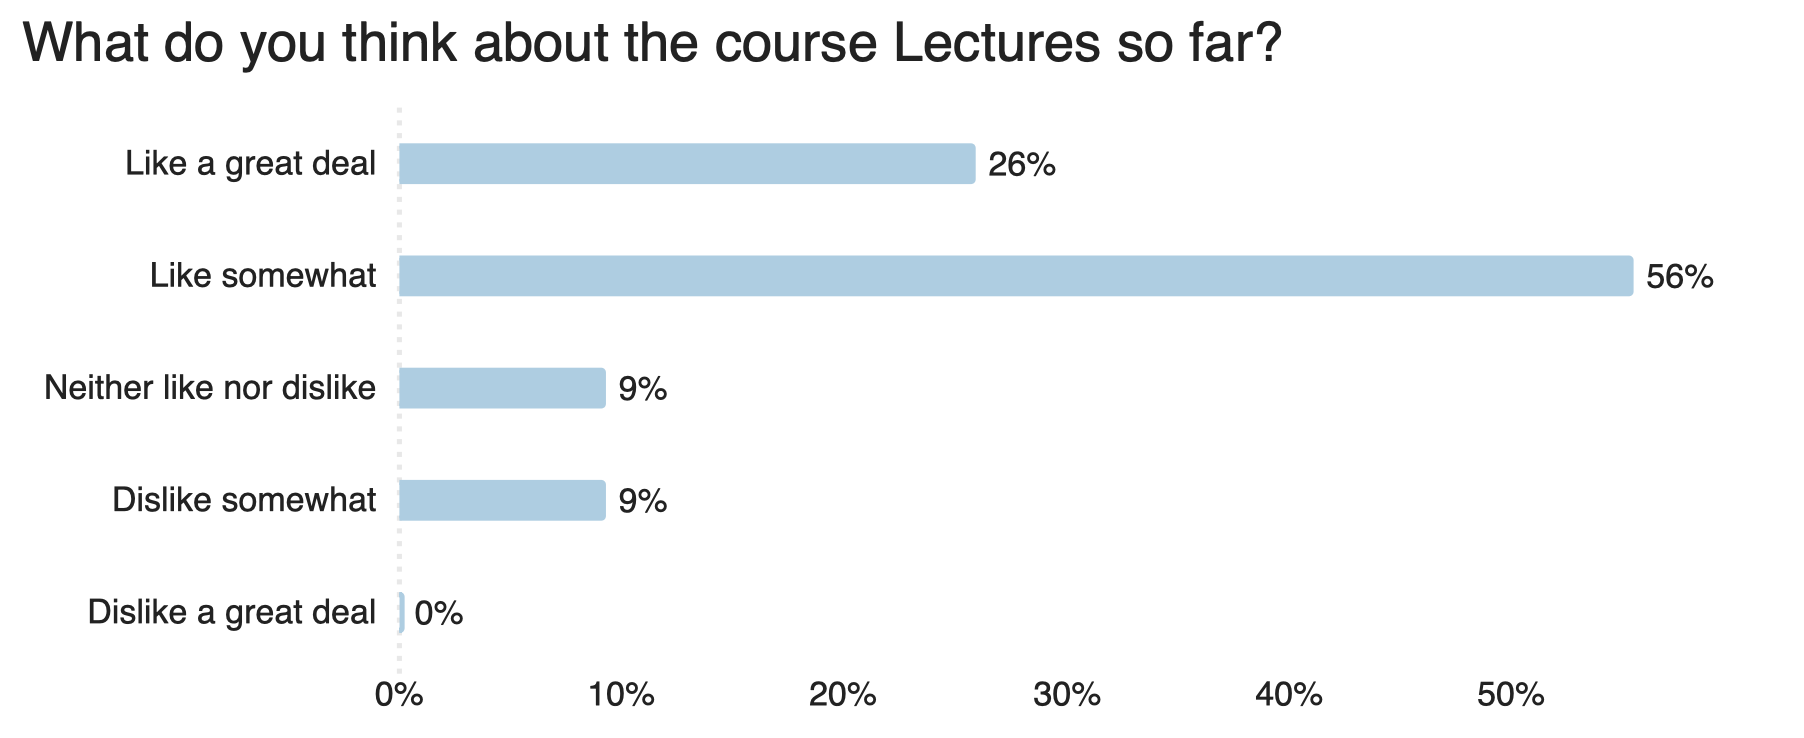 What do you think about the course Lectures so far?
Like a great deal 26%
Like somewhat 56%
Neither like nor dislike 9%
Dislike somewhat 9%
Dislike a great deal 0%
0% 10% 20% 30% 40% 50%